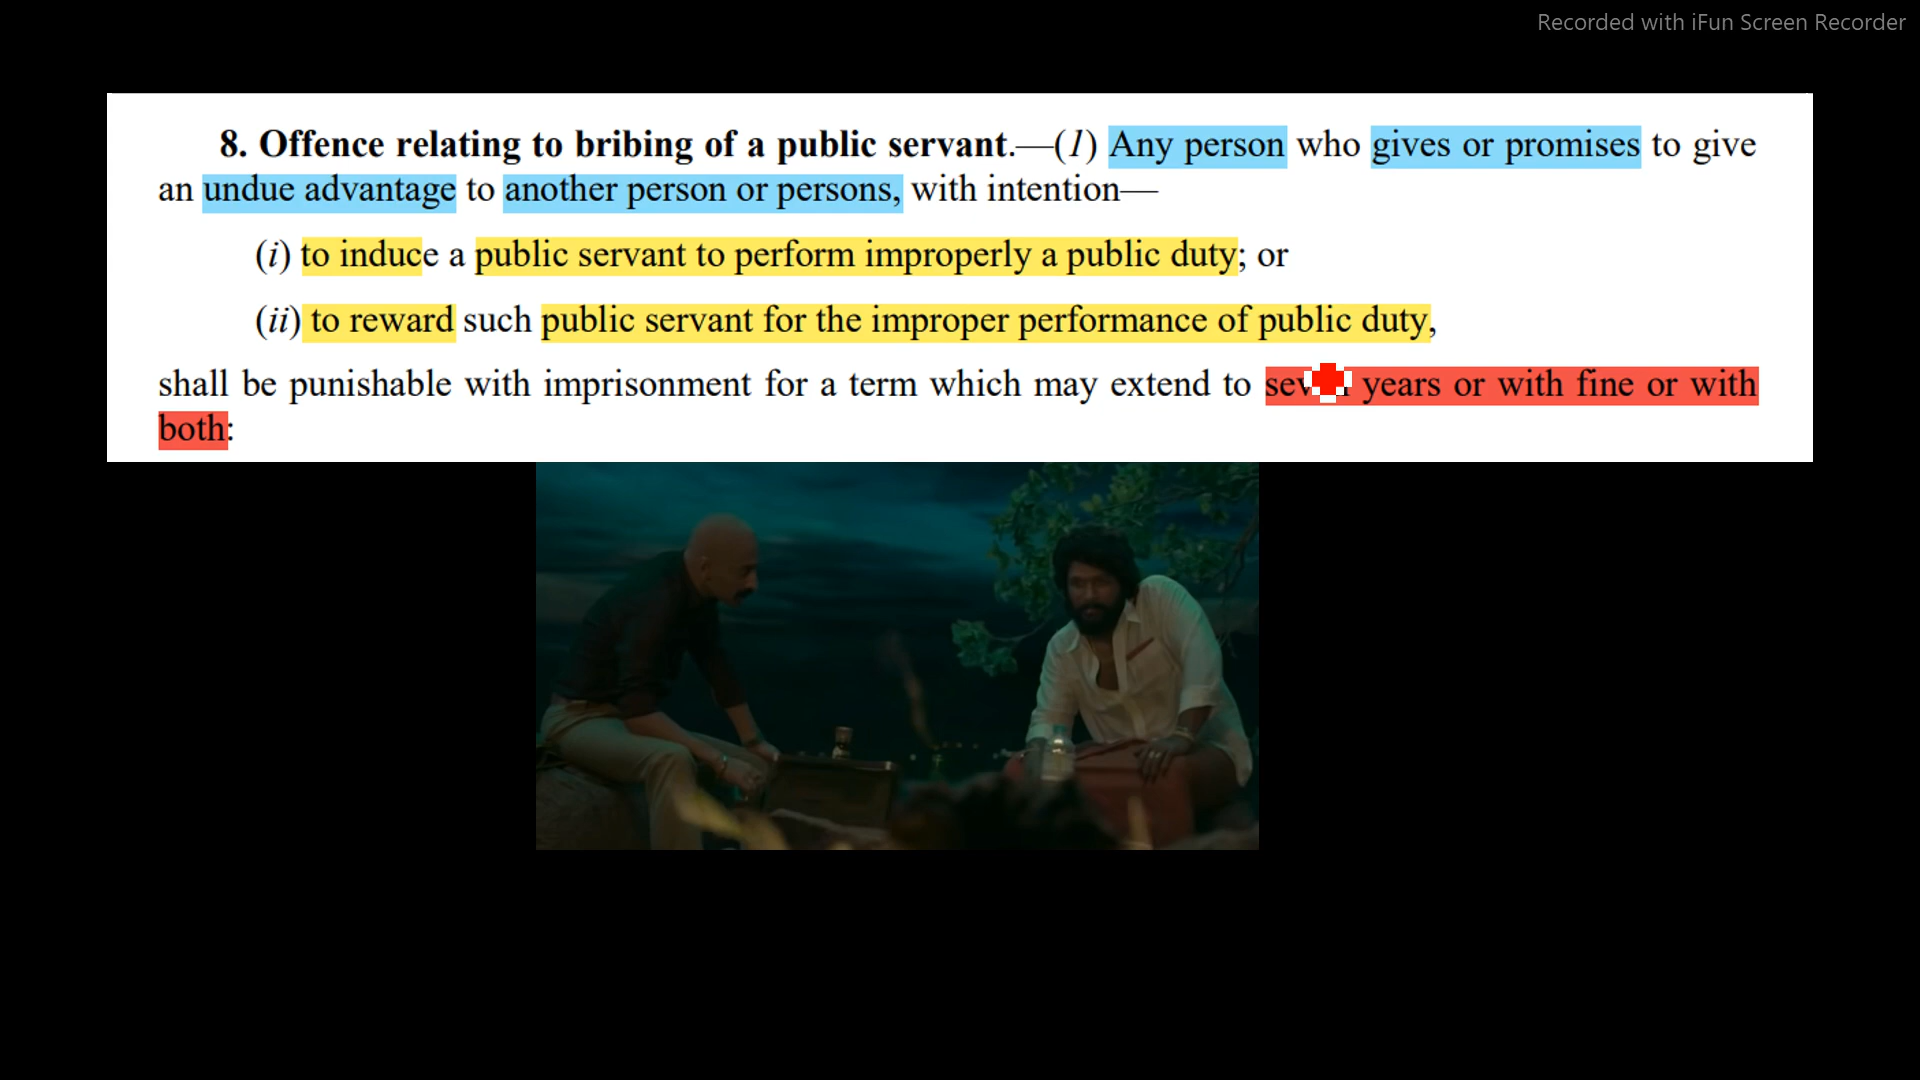 Recorded with iFun Screen Recorder
8. Offence relating to bribing of a public servant.—(1) Any person who gives or promises to give
an undue advantage to another person or persons, with intention—
(i) to induce a public servant to perform improperly a public duty; or
(ii) to reward such public servant for the improper performance of public duty,
shall be punishable with imprisonment for a term which may extend to seven years or with fine or with
both: